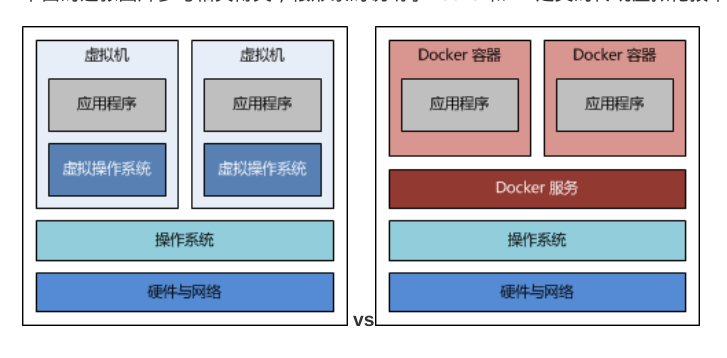 虚拟机
虚拟机
应用程序
应用程序
虚拟操作系统
虚拟操作系统
操作系统
硬件与网络
vs
Docker 容器
Docker 容器
应用程序
应用程序
Docker 服务
操作系统
硬件与网络